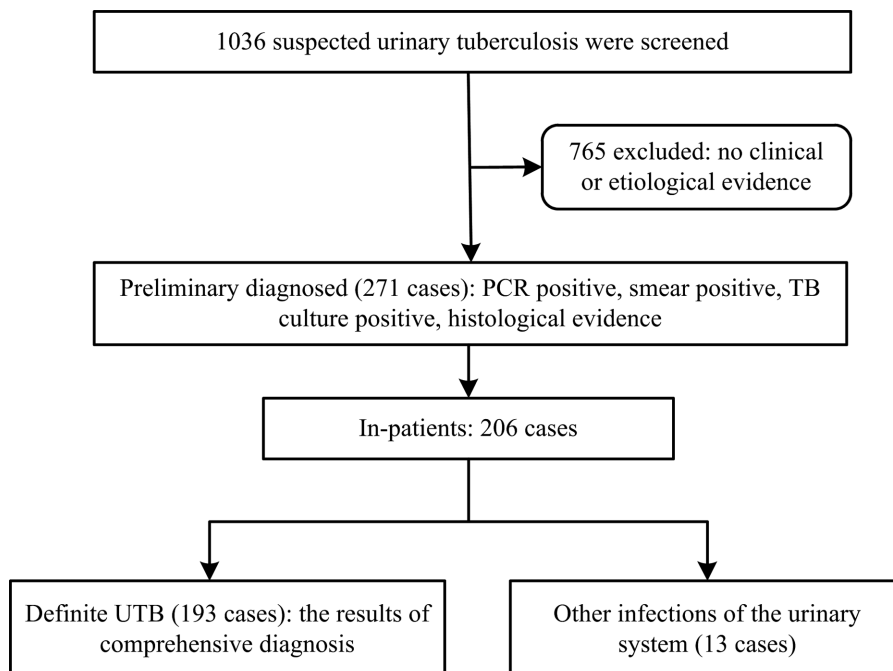 1036 suspected urinary tuberculosis were screened
765 excluded: no clinical
or etiological evidence
Preliminary diagnosed (271 cases): PCR positive, smear positive, TB
culture positive, histological evidence
In-patients: 206 cases
Definite UTB (193 cases): the results of
comprehensive diagnosis
Other infections of the urinary
system (13 cases)